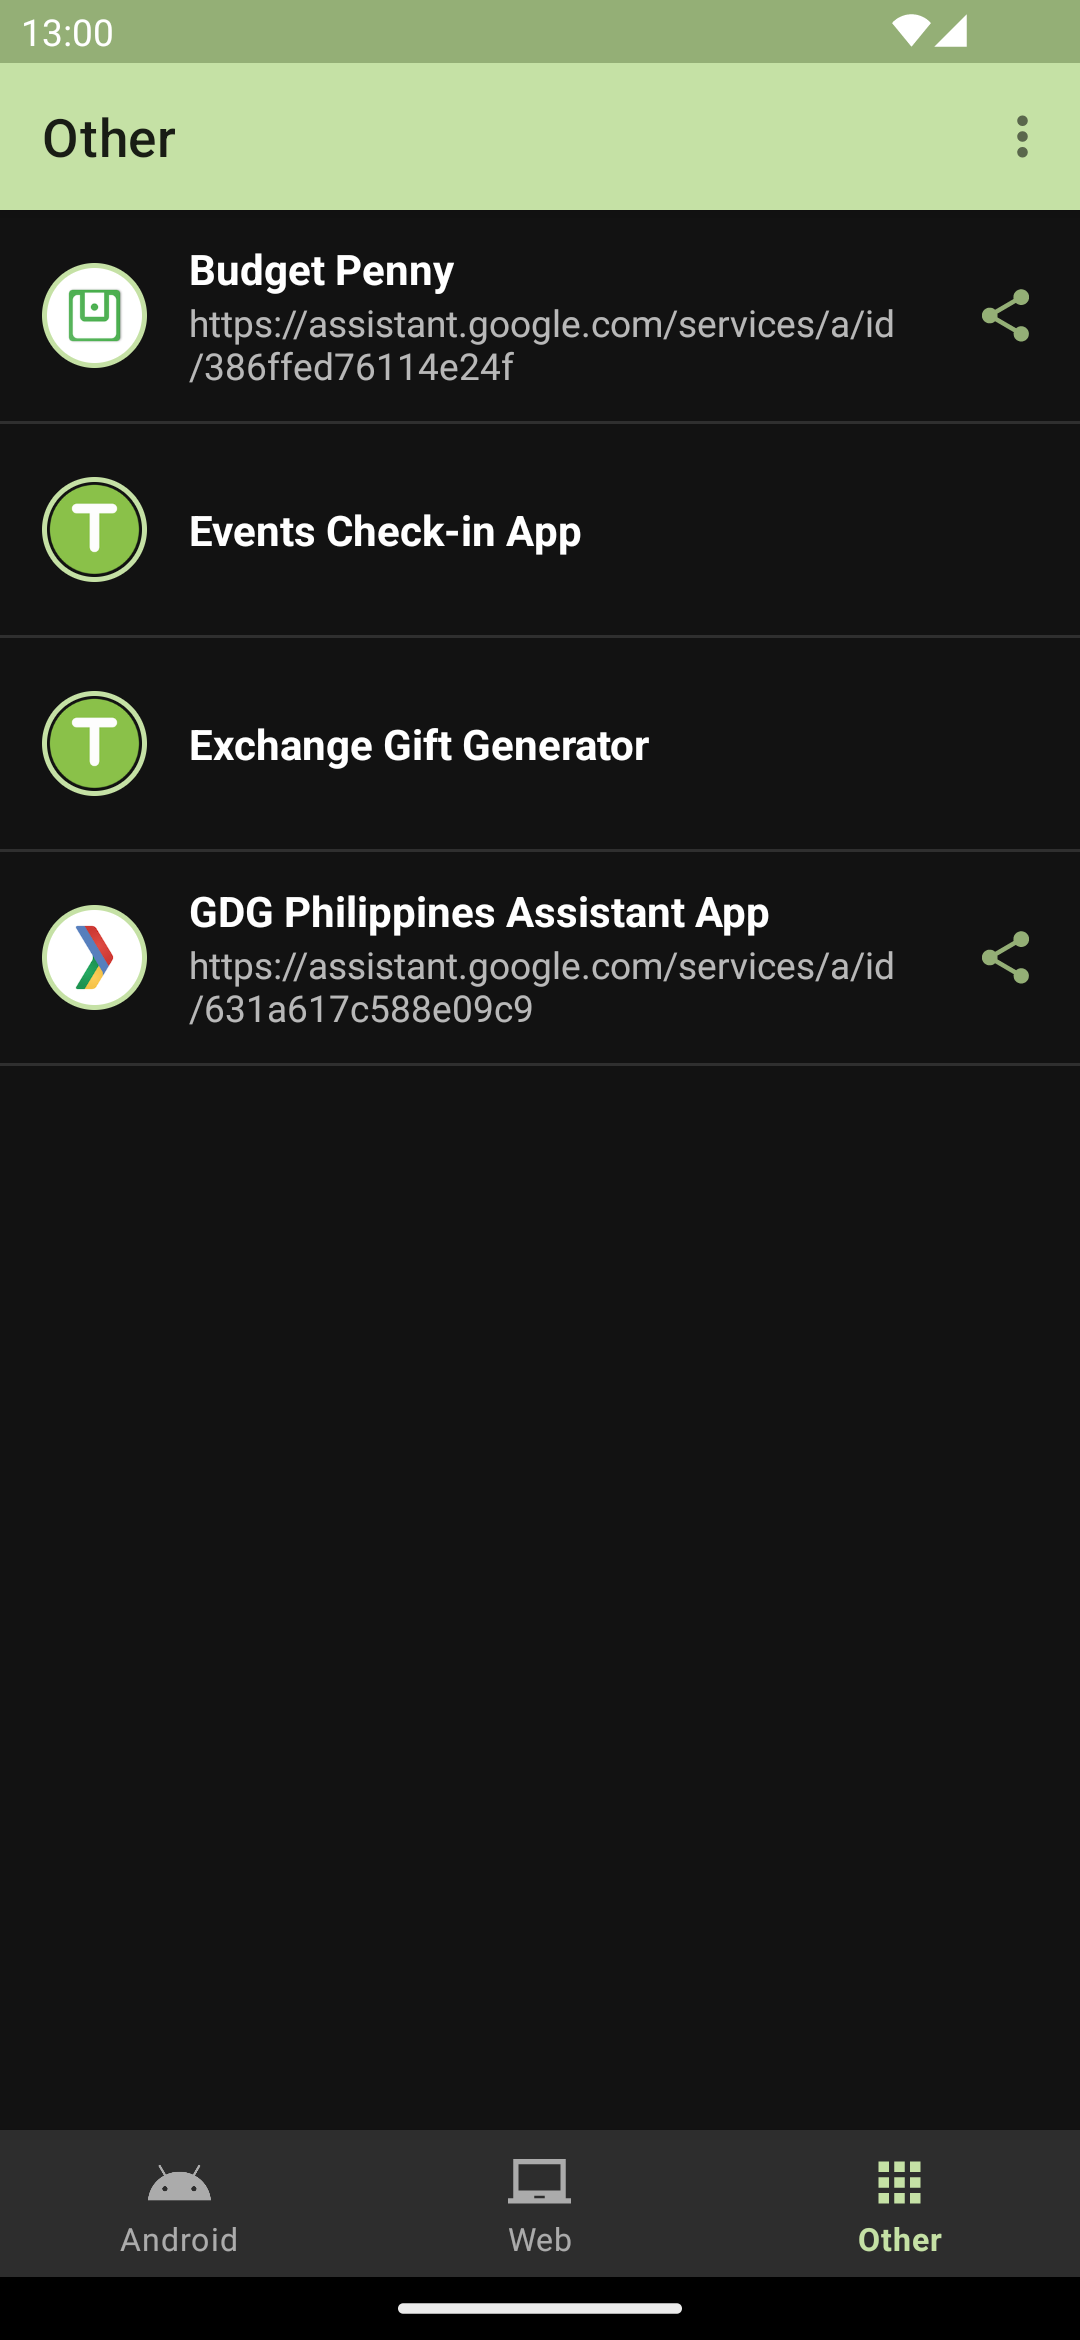 13:00
Other
Budget Penny
https://assistant.google.com/services/a/id
/386ffed76114e24f
T
Events Check-in App
T
Exchange Gift Generator
GDG Philippines Assistant App
https://assistant.google.com/services/a/id
/631a617c588e09c9
Android
Web
Other